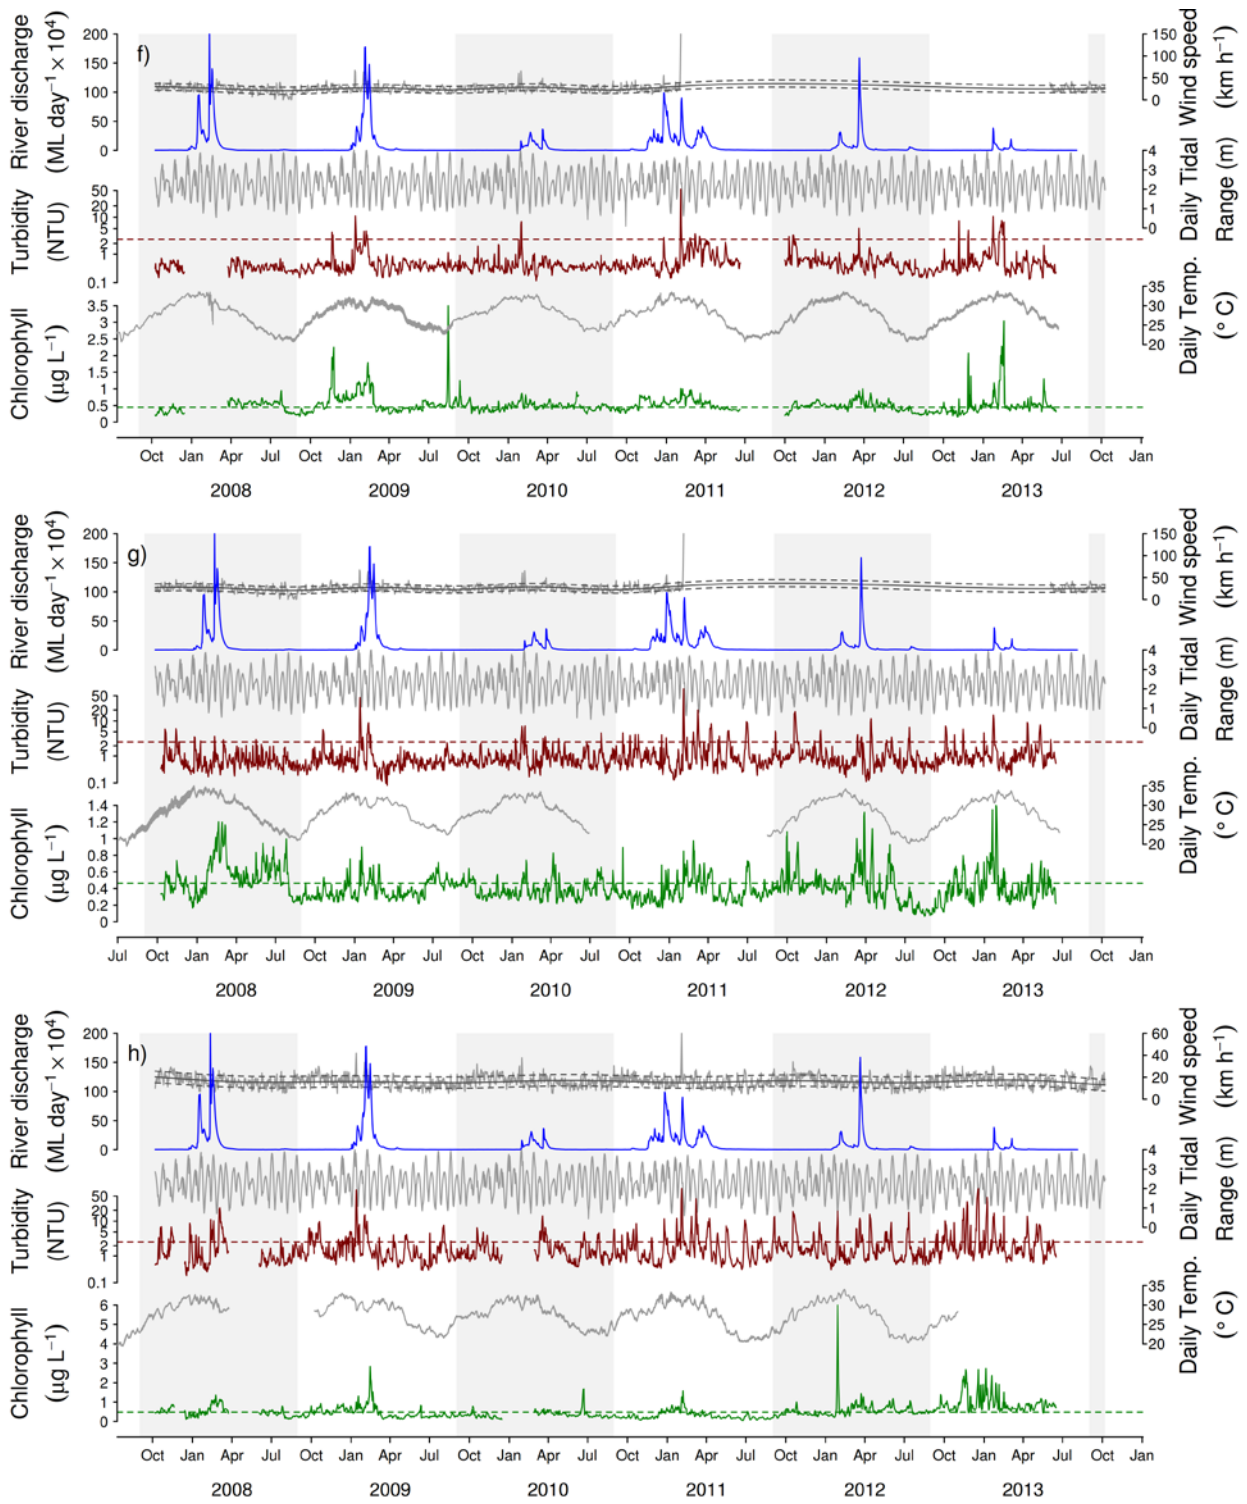 f)
River discharge
(ML day⁻¹ × 10⁴)
200
150
100
50
0
Wind speed
(km h⁻¹)
150
100
50
0
Daily Tidal
Range (m)
4
3
2
1
0
Turbidity
(NTU)
50
20
10
5
2
1
0.1
Daily Temp.
(° C)
35
30
25
20
Chlorophyll
(µg L⁻¹)
3.5
3
2.5
2
1.5
1
0.5
0
Oct Jan Apr Jul Oct Jan Apr Jul Oct Jan Apr Jul Oct Jan Apr Jul Oct Jan Apr Jul Oct Jan Apr Jul Oct Jan
2008 2009 2010 2011 2012 2013
g)
River discharge
(ML day⁻¹ × 10⁴)
200
150
100
50
0
Wind speed
(km h⁻¹)
150
100
50
0
Daily Tidal
Range (m)
4
3
2
1
0
Turbidity
(NTU)
50
20
10
5
2
1
0.1
Daily Temp.
(° C)
35
30
25
20
Chlorophyll
(µg L⁻¹)
1.4
1.2
1
0.8
0.6
0.4
0.2
0
Jul Oct Jan Apr Jul Oct Jan Apr Jul Oct Jan Apr Jul Oct Jan Apr Jul Oct Jan Apr Jul Oct Jan Apr Jul Oct Jan
2008 2009 2010 2011 2012 2013
h)
River discharge
(ML day⁻¹ × 10⁴)
200
150
100
50
0
Wind speed
(km h⁻¹)
60
40
20
0
Daily Tidal
Range (m)
4
3
2
1
0
Turbidity
(NTU)
50
20
10
5
2
1
0.1
Daily Temp.
(° C)
35
30
25
20
Chlorophyll
(µg L⁻¹)
6
5
4
3
2
1
0
Oct Jan Apr Jul Oct Jan Apr Jul Oct Jan Apr Jul Oct Jan Apr Jul Oct Jan Apr Jul Oct Jan Apr Jul Oct Jan
2008 2009 2010 2011 2012 2013